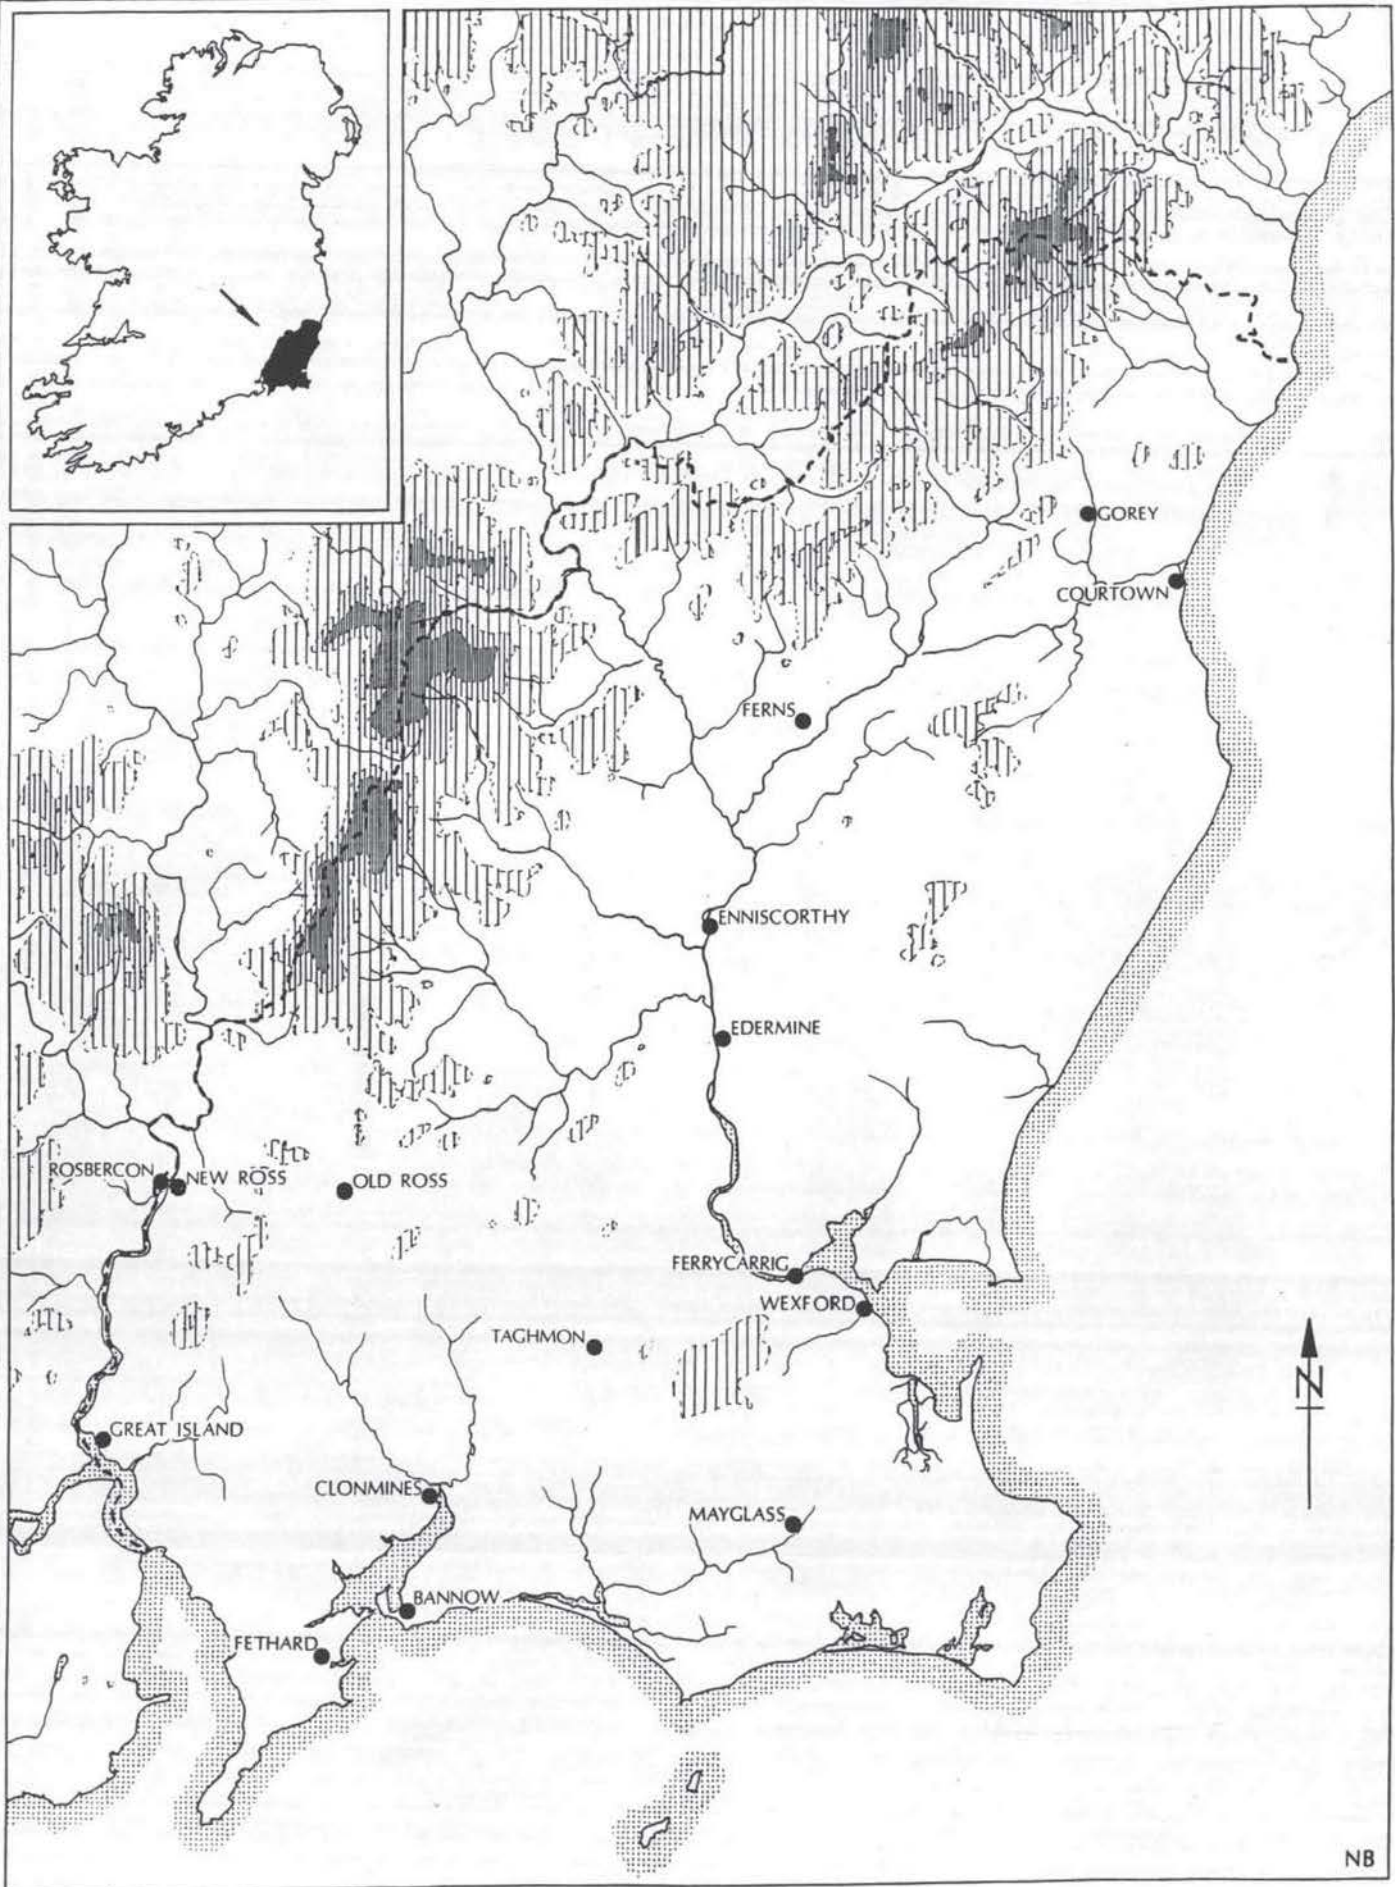 GOREY
COURTOWN
FERNS
ENNISCORTHY
EDERMINE
ROSBERCON
NEW ROSS
OLD ROSS
FERRYCARRIG
WEXFORD
TAGHMON
N
GREAT ISLAND
CLONMINES
MAYGLASS
BANNOW
FETHARD
NB